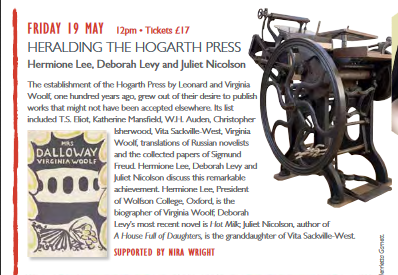 FRIDAY 19 MAY 12pm • Tickets £17
HERALDING THE HOGARTH PRESS
Hermione Lee, Deborah Levy and Juliet Nicolson
The establishment of the Hogarth Press by Leonard and Virginia
Woolf, one hundred years ago, grew out of their desire to publish
works that might not have been accepted elsewhere. Its list
included T.S. Eliot, Katherine Mansfield, W.H. Auden, Christopher
Isherwood, Vita Sackville-West, Virginia
Woolf, translations of Russian novelists
and the collected papers of Sigmund
Freud. Hermione Lee, Deborah Levy and
Juliet Nicolson discuss this remarkable
achievement. Hermione Lee, President
of Wolfson College, Oxford, is the
biographer of Virginia Woolf; Deborah
Levy's most recent novel is Hot Milk; Juliet Nicolson, author of
A House Full of Daughters, is the granddaughter of Vita Sackville-West.
SUPPORTED BY NIRA WRIGHT
MRS
DALLOWAY
VIRGINIA WOOLF